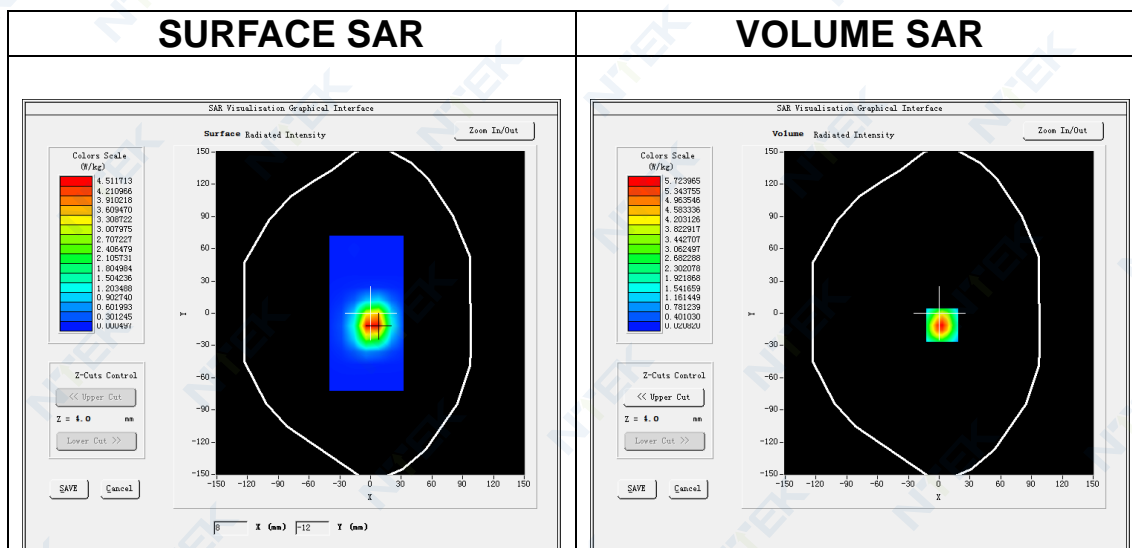 SURFACE SAR
VOLUME SAR
SAR Visualisation Graphical Interface
Surface Radiated Intensity
Zoom In/Out
Colors Scale
(W/kg)
4.511713
4.210966
3.910218
3.609470
3.308722
3.007975
2.707227
2.406479
2.105731
1.804984
1.504236
1.203488
0.902740
0.601993
0.301245
0.000497
Z-Cuts Control
<< Upper Cut
Z = 4.0 mm
Lower Cut >>
SAVE
Cancel
150
120
90
60
30
0
-30
-60
-90
-120
-150
Y
-150 -120 -90 -60 -30 0 30 60 90 120 150
X
8 X (mm) -12 Y (mm)
SAR Visualisation Graphical Interface
Volume Radiated Intensity
Zoom In/Out
Colors Scale
(W/kg)
5.723965
5.343755
4.963546
4.583336
4.203126
3.822917
3.442707
3.062497
2.682288
2.302078
1.921868
1.541659
1.161449
0.781239
0.401030
0.020820
Z-Cuts Control
<< Upper Cut
Z = 4.0 mm
Lower Cut >>
SAVE
Cancel
150
120
90
60
30
0
-30
-60
-90
-120
-150
Y
-150 -120 -90 -60 -30 0 30 60 90 120 150
X
NTEK